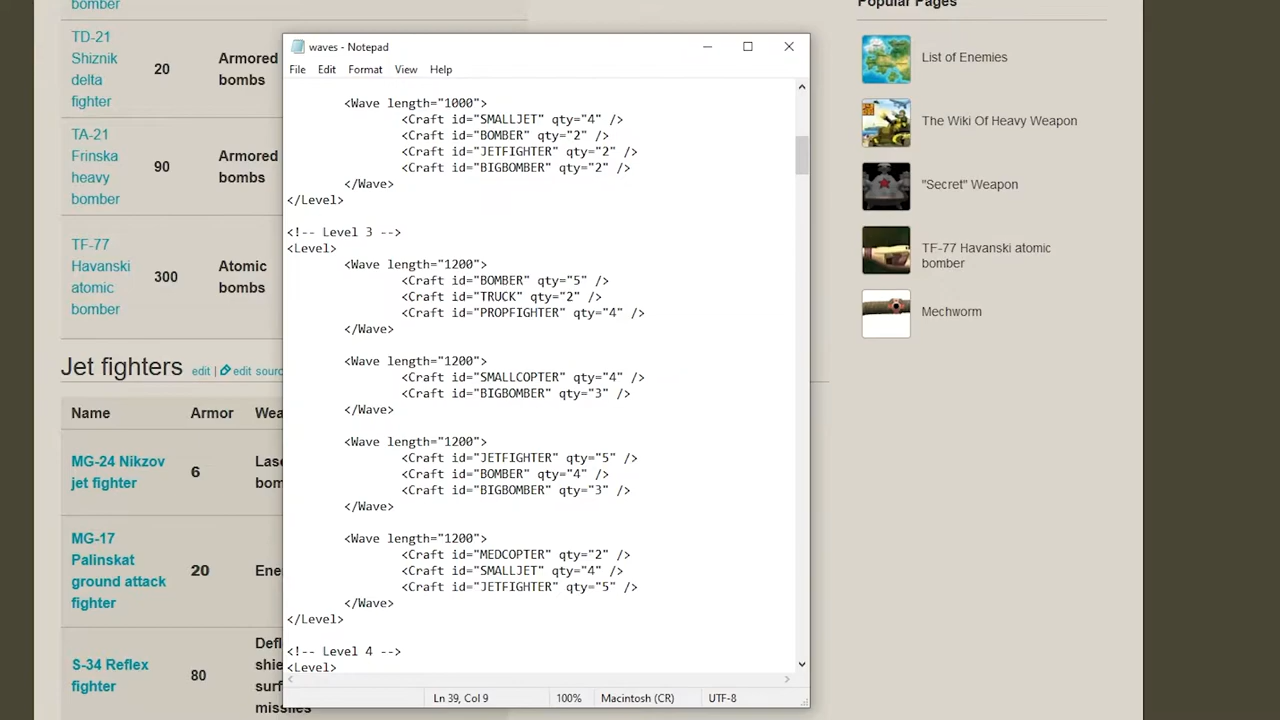 bomber
TD-21
Shiznik
delta
fighter
20
Armored
bombs
TA-21
Frinska
heavy
bomber
90
Armored
bombs
TF-77
Havanski
atomic
bomber
300
Atomic
bombs
Jet fighters edit | edit sourc
Name Armor Wea
MG-24 Nikzov
jet fighter
6
Lase
bom
MG-17
Palinskat
ground attack
fighter
20
Ene
S-34 Reflex
fighter
80
Defl
shie
surf
missiles
waves - Notepad
File Edit Format View Help
<Wave length="1000">
<Craft id="SMALLJET" qty="4" />
<Craft id="BOMBER" qty="2" />
<Craft id="JETFIGHTER" qty="2" />
<Craft id="BIGBOMBER" qty="2" />
</Wave>
</Level>
<!-- Level 3 -->
<Level>
<Wave length="1200">
<Craft id="BOMBER" qty="5" />
<Craft id="TRUCK" qty="2" />
<Craft id="PROPFIGHTER" qty="4" />
</Wave>
<Wave length="1200">
<Craft id="SMALLCOPTER" qty="4" />
<Craft id="BIGBOMBER" qty="3" />
</Wave>
<Wave length="1200">
<Craft id="JETFIGHTER" qty="5" />
<Craft id="BOMBER" qty="4" />
<Craft id="BIGBOMBER" qty="3" />
</Wave>
<Wave length="1200">
<Craft id="MEDCOPTER" qty="2" />
<Craft id="SMALLJET" qty="4" />
<Craft id="JETFIGHTER" qty="5" />
</Wave>
</Level>
<!-- Level 4 -->
<Level>
Ln 39, Col 9 100% Macintosh (CR) UTF-8
Popular Pages
List of Enemies
The Wiki Of Heavy Weapon
"Secret" Weapon
TF-77 Havanski atomic
bomber
Mechworm